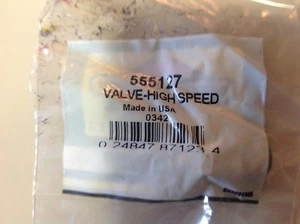 555127
VALVE-HIGH SPEED
Made in USA
0342
0 24847 87123 4